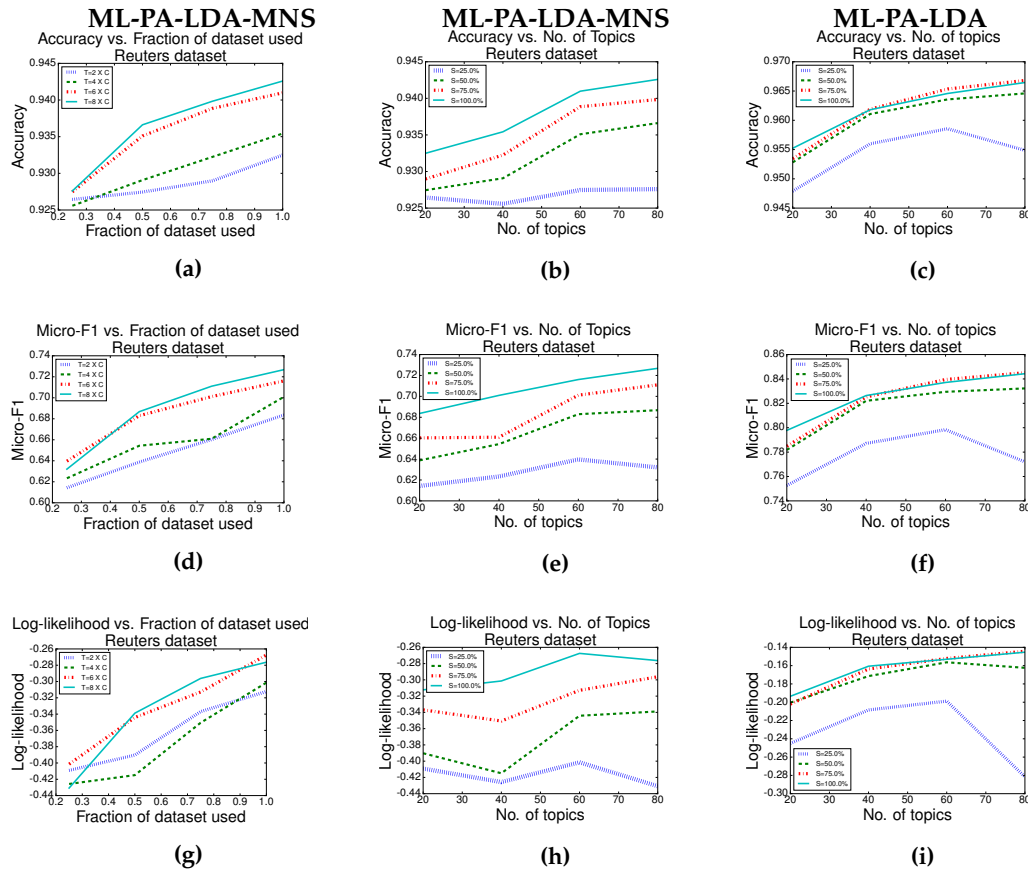 ML-PA-LDA-MNS
ML-PA-LDA-MNS
ML-PA-LDA
Accuracy vs. Fraction of dataset used
Reuters dataset
0.945
0.940
0.935
0.930
0.925
Accuracy
T=2 X C
T=4 X C
T=6 X C
T=8 X C
0.2 0.3 0.4 0.5 0.6 0.7 0.8 0.9 1.0
Fraction of dataset used
(a)
Accuracy vs. No. of Topics
Reuters dataset
0.945
0.940
0.935
0.930
0.925
Accuracy
S=25.0%
S=50.0%
S=75.0%
S=100.0%
20 30 40 50 60 70 80
No. of topics
(b)
Accuracy vs. No. of topics
Reuters dataset
0.970
0.965
0.960
0.955
0.950
0.945
Accuracy
S=25.0%
S=50.0%
S=75.0%
S=100.0%
20 30 40 50 60 70 80
No. of topics
(c)
Micro-F1 vs. Fraction of dataset used
Reuters dataset
0.74
0.72
0.70
0.68
0.66
0.64
0.62
0.60
Micro-F1
T=2 X C
T=4 X C
T=6 X C
T=8 X C
0.2 0.3 0.4 0.5 0.6 0.7 0.8 0.9 1.0
Fraction of dataset used
(d)
Micro-F1 vs. No. of Topics
Reuters dataset
0.74
0.72
0.70
0.68
0.66
0.64
0.62
0.60
Micro-F1
S=25.0%
S=50.0%
S=75.0%
S=100.0%
20 30 40 50 60 70 80
No. of topics
(e)
Micro-F1 vs. No. of topics
Reuters dataset
0.86
0.84
0.82
0.80
0.78
0.76
0.74
Micro-F1
S=25.0%
S=50.0%
S=75.0%
S=100.0%
20 30 40 50 60 70 80
No. of topics
(f)
Log-likelihood vs. Fraction of dataset used
Reuters dataset
-0.26
-0.28
-0.30
-0.32
-0.34
-0.36
-0.38
-0.40
-0.42
-0.44
Log-likelihood
T=2 X C
T=4 X C
T=6 X C
T=8 X C
0.2 0.3 0.4 0.5 0.6 0.7 0.8 0.9 1.0
Fraction of dataset used
(g)
Log-likelihood vs. No. of Topics
Reuters dataset
-0.26
-0.28
-0.30
-0.32
-0.34
-0.36
-0.38
-0.40
-0.42
-0.44
Log-likelihood
S=25.0%
S=50.0%
S=75.0%
S=100.0%
20 30 40 50 60 70 80
No. of topics
(h)
Log-likelihood vs. No. of topics
Reuters dataset
-0.14
-0.16
-0.18
-0.20
-0.22
-0.24
-0.26
-0.28
-0.30
Log-likelihood
S=25.0%
S=50.0%
S=75.0%
S=100.0%
20 30 40 50 60 70 80
No. of topics
(i)